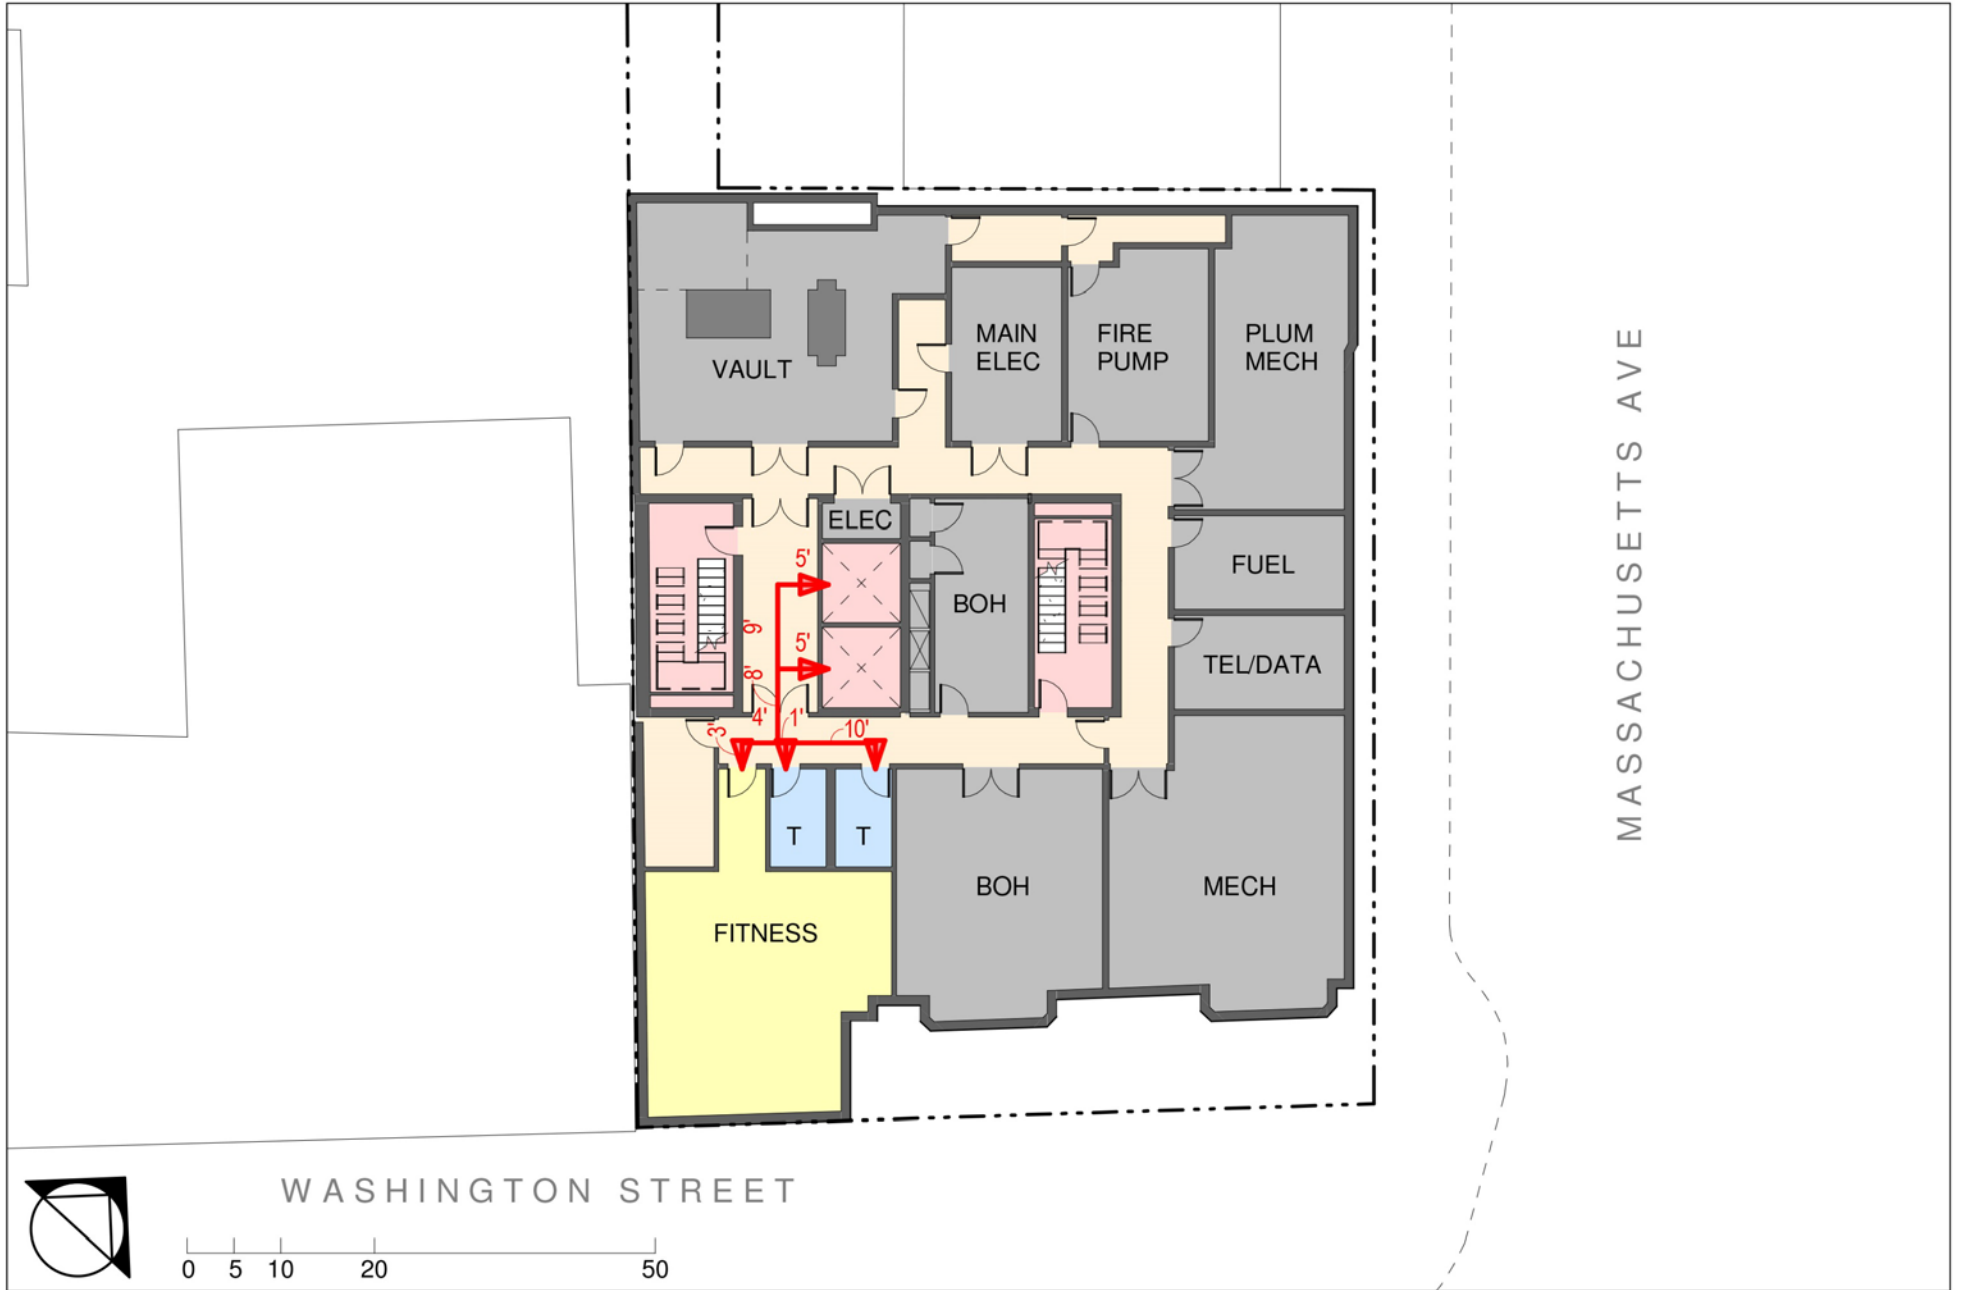 MAIN
ELEC
FIRE
PUMP
PLUM
MECH
VAULT
MASSACHUSETTS AVE
ELEC
5'
FUEL
BOH
9'
5'
TEL/DATA
8'
4'
1'
3'
10'
T
T
BOH
MECH
FITNESS
WASHINGTON STREET
0 5 10 20 50